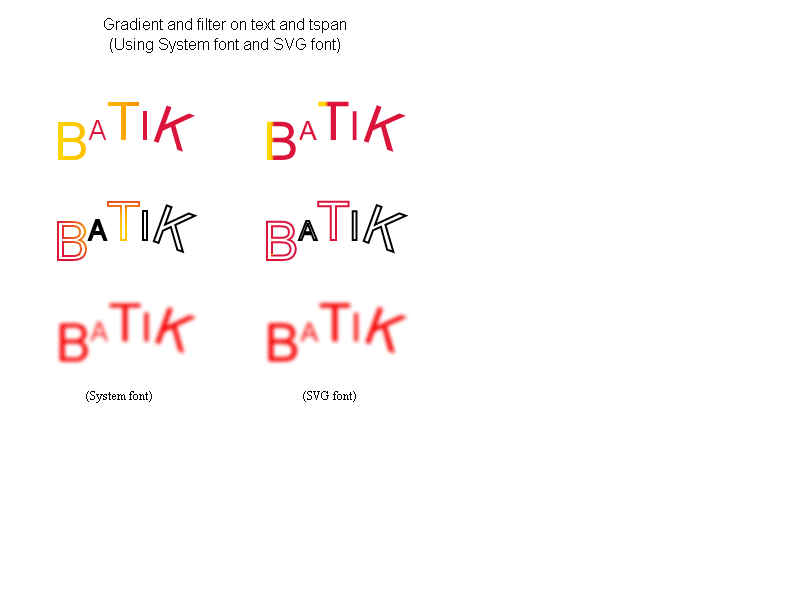 Gradient and filter on text and tspan
(Using System font and SVG font)
BATIK BATIK
BATIK BATIK
BATIK BATIK
(System font) (SVG font)